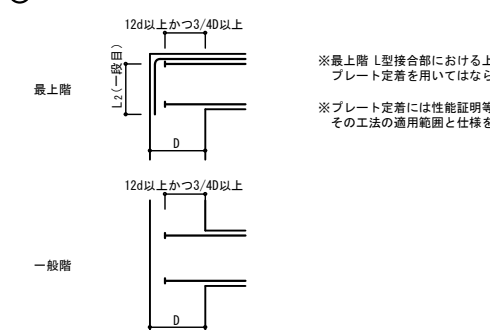 12d以上かつ3/4D以上
L2(一段目)
最上階
D
※最上階 L型接合部における上
プレート定着を用いてはなら
※プレート定着には性能証明等
その工法の適用範囲と仕様を
12d以上かつ3/4D以上
一般階
D